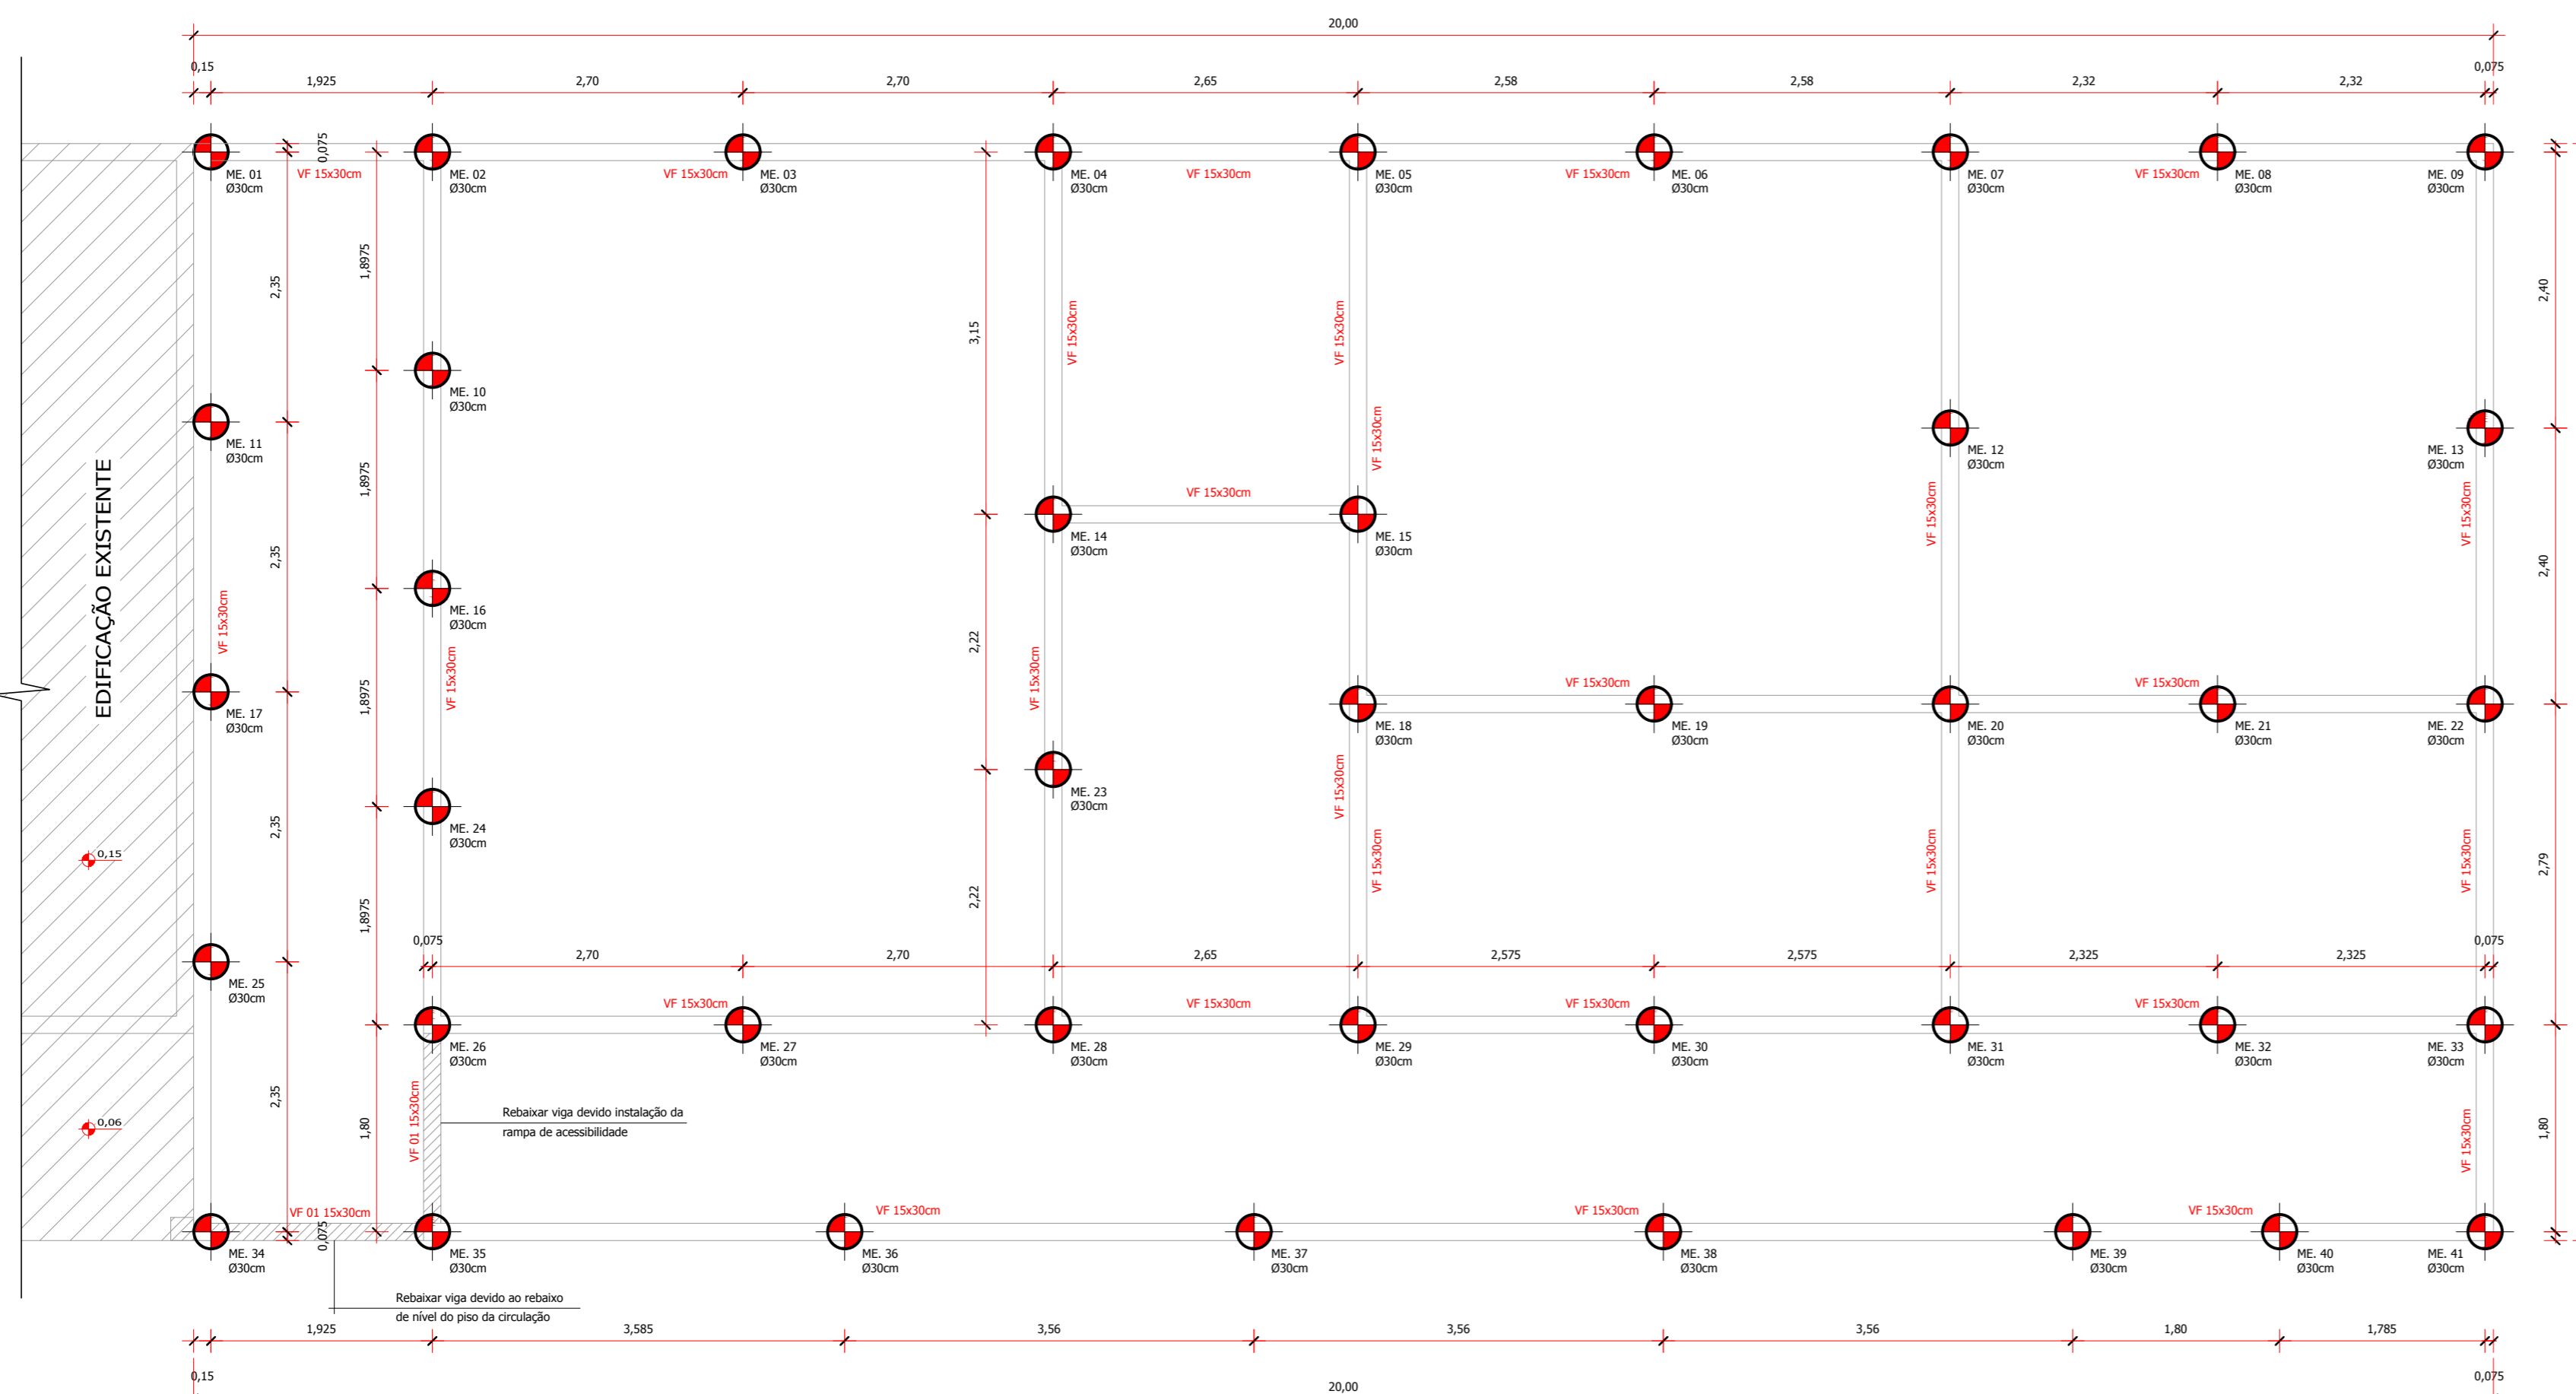 20,00
0,15
1,925
2,70
2,70
2,65
2,58
2,58
2,32
2,32
0,075
0,075
ME. 01
Ø30cm
VF 15x30cm
ME. 02
Ø30cm
VF 15x30cm
ME. 03
Ø30cm
ME. 04
Ø30cm
VF 15x30cm
ME. 05
Ø30cm
VF 15x30cm
ME. 06
Ø30cm
ME. 07
Ø30cm
VF 15x30cm
ME. 08
Ø30cm
ME. 09
Ø30cm
2,35
1,8975
3,15
VF 15x30cm
VF 15x30cm
2,40
ME. 10
Ø30cm
ME. 11
Ø30cm
VF 15x30cm
ME. 12
Ø30cm
ME. 13
Ø30cm
EDIFICAÇÃO EXISTENTE
1,8975
VF 15x30cm
VF 15x30cm
VF 15x30cm
ME. 14
Ø30cm
ME. 15
Ø30cm
2,35
2,40
VF 15x30cm
ME. 16
Ø30cm
2,22
VF 15x30cm
VF 15x30cm
1,8975
VF 15x30cm
VF 15x30cm
ME. 17
Ø30cm
ME. 18
Ø30cm
ME. 19
Ø30cm
ME. 20
Ø30cm
ME. 21
Ø30cm
ME. 22
Ø30cm
VF 15x30cm
ME. 23
Ø30cm
2,35
ME. 24
Ø30cm
0,15
VF 15x30cm
VF 15x30cm
VF 15x30cm
2,79
1,8975
2,22
0,075
2,70
2,70
2,65
2,575
2,575
2,325
2,325
0,075
ME. 25
Ø30cm
VF 15x30cm
VF 15x30cm
VF 15x30cm
VF 15x30cm
ME. 26
Ø30cm
ME. 27
Ø30cm
ME. 28
Ø30cm
ME. 29
Ø30cm
ME. 30
Ø30cm
ME. 31
Ø30cm
ME. 32
Ø30cm
ME. 33
Ø30cm
2,35
0,06
1,80
VF 01 15x30cm
Rebaixar viga devido instalação da
rampa de acessibilidade
VF 15x30cm
1,80
VF 01 15x30cm
VF 15x30cm
VF 15x30cm
VF 15x30cm
0,075
ME. 34
Ø30cm
ME. 35
Ø30cm
ME. 36
Ø30cm
ME. 37
Ø30cm
ME. 38
Ø30cm
ME. 39
Ø30cm
ME. 40
Ø30cm
ME. 41
Ø30cm
Rebaixar viga devido ao rebaixo
de nível do piso da circulação
1,925
3,585
3,56
3,56
3,56
1,80
1,785
0,15
20,00
0,075